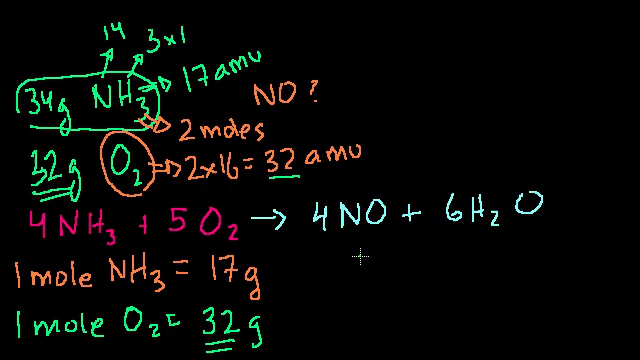 14 3x1
34g NH₃ → 17 amu
NO ?
→ 2 moles
32g O₂ → 2x16 = 32 amu
4NH₃ + 5O₂ → 4NO + 6H₂O
1 mole NH₃ = 17g
1 mole O₂ = 32g